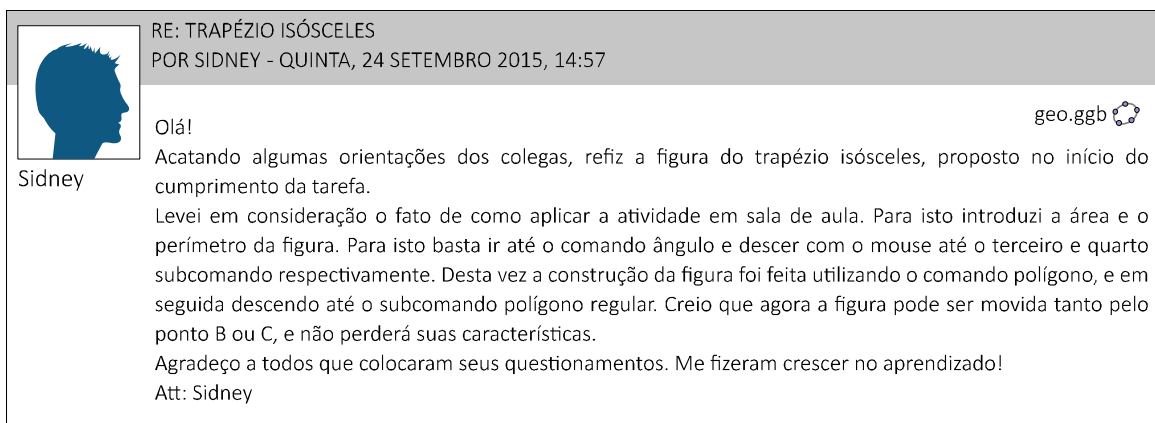 RE: TRAPÉZIO ISÓSCELES
POR SIDNEY - QUINTA, 24 SETEMBRO 2015, 14:57
geo.ggb
Olá!
Acatando algumas orientações dos colegas, refiz a figura do trapézio isósceles, proposto no início do
cumprimento da tarefa.
Sidney
Levei em consideração o fato de como aplicar a atividade em sala de aula. Para isto introduzi a área e o
perímetro da figura. Para isto basta ir até o comando ângulo e descer com o mouse até o terceiro e quarto
subcomando respectivamente. Desta vez a construção da figura foi feita utilizando o comando polígono, e em
seguida descendo até o subcomando polígono regular. Creio que agora a figura pode ser movida tanto pelo
ponto B ou C, e não perderá suas características.
Agradeço a todos que colocaram seus questionamentos. Me fizeram crescer no aprendizado!
Att: Sidney